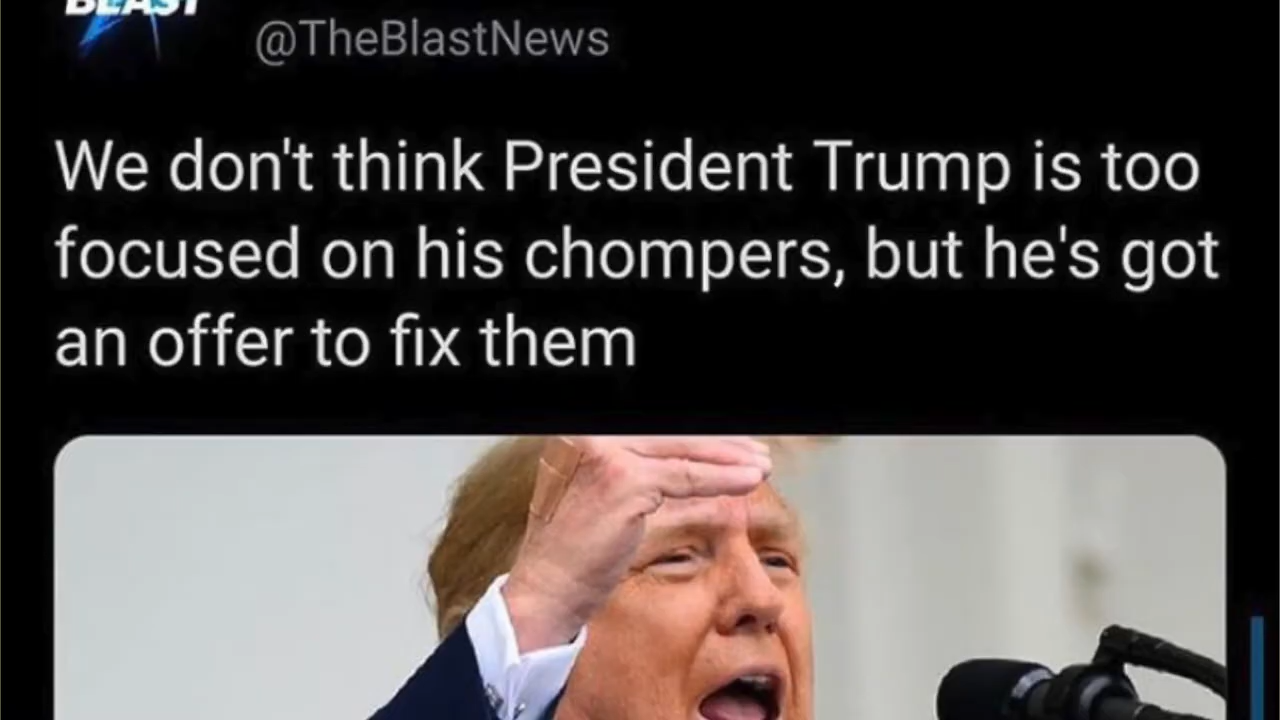 BLAST
@TheBlastNews
We don't think President Trump is too
focused on his chompers, but he's got
an offer to fix them